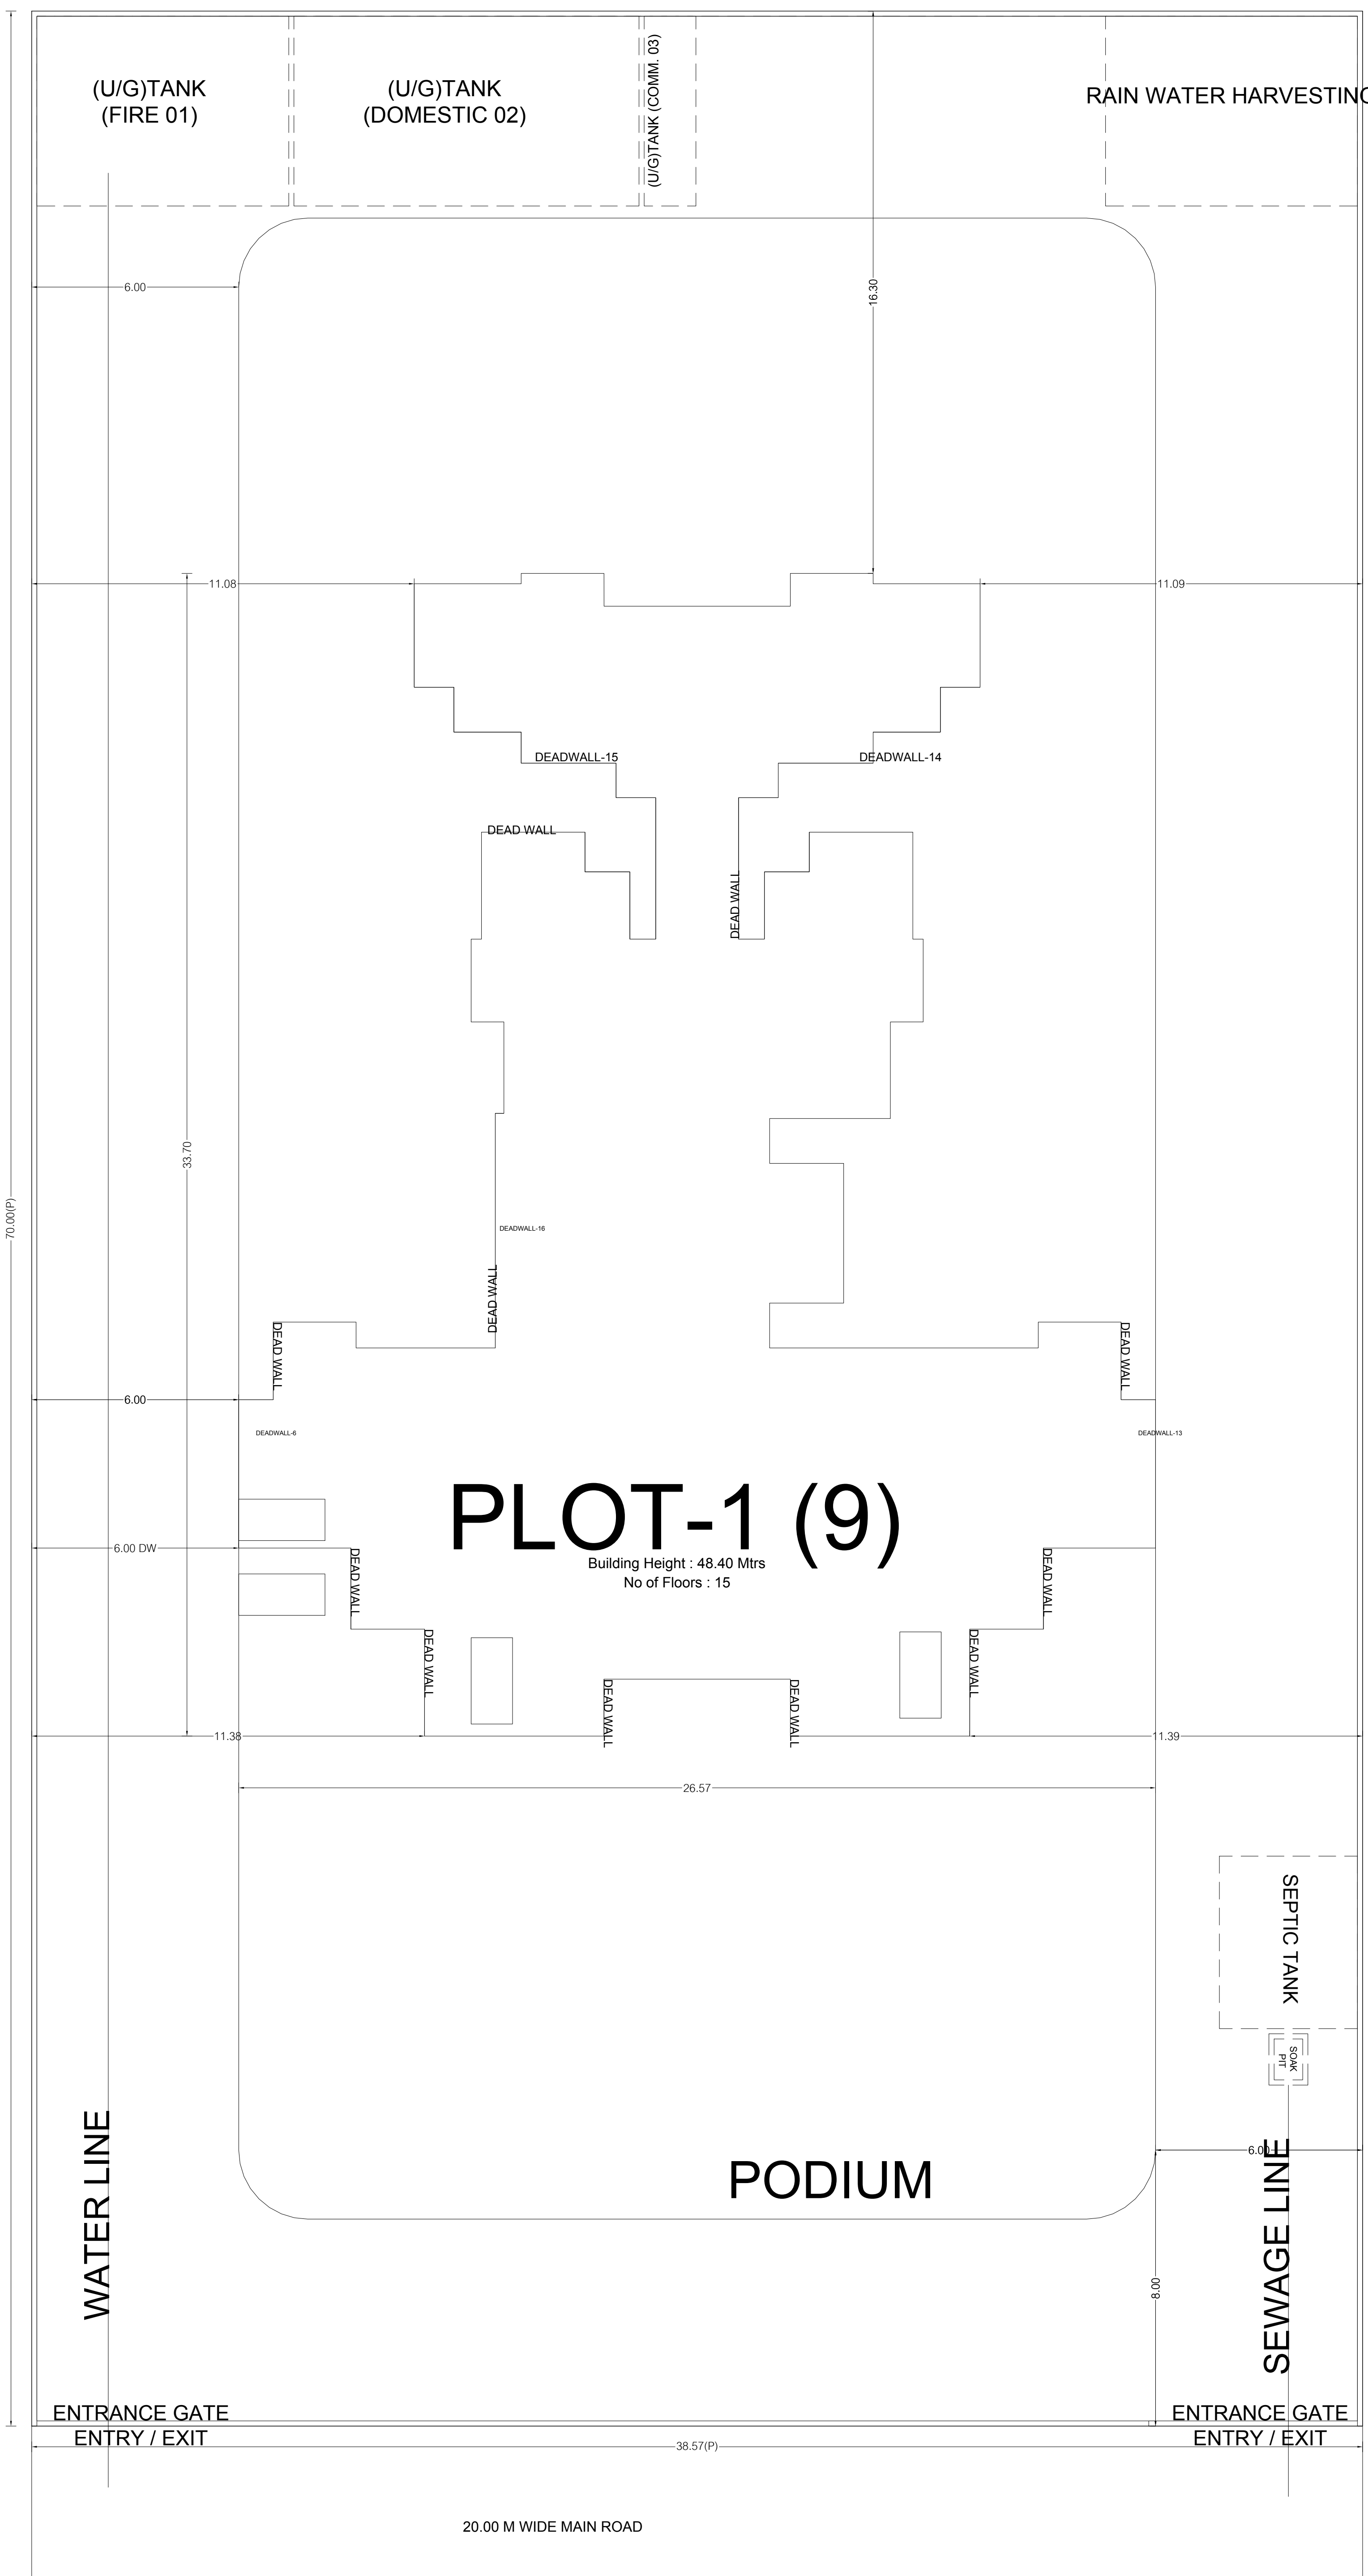 (U/G)TANK
(FIRE 01)
(U/G)TANK
(DOMESTIC 02)
(U/G)TANK (COMM. 03)
RAIN WATER HARVESTING
6.00
16.30
11.08
11.09
DEADWALL-15
DEADWALL-14
DEAD WALL
DEAD WALL
33.70
70.00(P)
DEADWALL-16
DEAD WALL
DEAD WALL
DEAD WALL
6.00
DEADWALL-6
DEADWALL-13
PLOT-1 (9)
Building Height : 48.40 Mtrs
No of Floors : 15
6.00 DW
DEAD WALL
DEAD WALL
DEAD WALL
DEAD WALL
DEAD WALL
DEAD WALL
11.38
11.39
26.57
SEPTIC TANK
SOAK
PIT
WATER LINE
PODIUM
6.00
SEWAGE LINE
8.00
ENTRANCE GATE
ENTRY / EXIT
ENTRANCE GATE
ENTRY / EXIT
38.57(P)
20.00 M WIDE MAIN ROAD